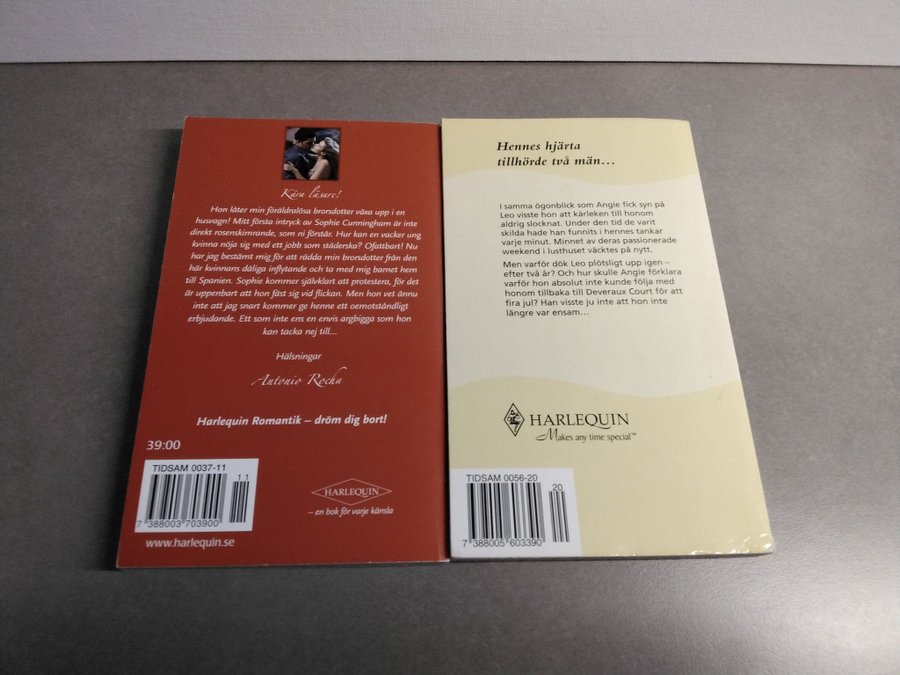 Kära läsare!
Hon låter min föräldralösa brorsdotter växa upp i en
husvagn! Mitt första intryck av Sophie Cunningham är inte
direkt rosenskimrande, som ni förstår. Hur kan en vacker ung
kvinna nöja sig med ett jobb som städerska? Ofattbart! Nu
har jag bestämt mig för att rädda min brorsdotter från den
här kvinnans dåliga inflytande och ta med mig barnet hem
till Spanien. Sophie kommer självklart att protestera, för det
är uppenbart att hon fäst sig vid flickan. Men hon vet ännu
inte att jag snart kommer ge henne ett oemotståndligt
erbjudande. Ett som inte ens en envis argbigga som hon
kan tacka nej till...
Hälsningar
Antonio Rocha
Harlequin Romantik – dröm dig bort!
39:00
TIDSAM 0037-11
11
7 388003 703900
www.harlequin.se
HARLEQUIN
– en bok för varje känsla
Hennes hjärta
tillhörde två män...
I samma ögonblick som Angie fick syn på
Leo visste hon att kärleken till honom
aldrig slocknat. Under den tid de varit
skilda hade han funnits i hennes tankar
varje minut. Minnet av deras passionerade
weekend i lusthuset väcktes på nytt.
Men varför dök Leo plötsligt upp igen –
efter två år? Och hur skulle Angie förklara
varför hon absolut inte kunde följa med
honom tillbaka till Deveraux Court för att
fira jul? Han visste ju inte att hon inte
längre var ensam...
HARLEQUIN
Makes any time special™
TIDSAM 0056-20
20
7 388005 603390